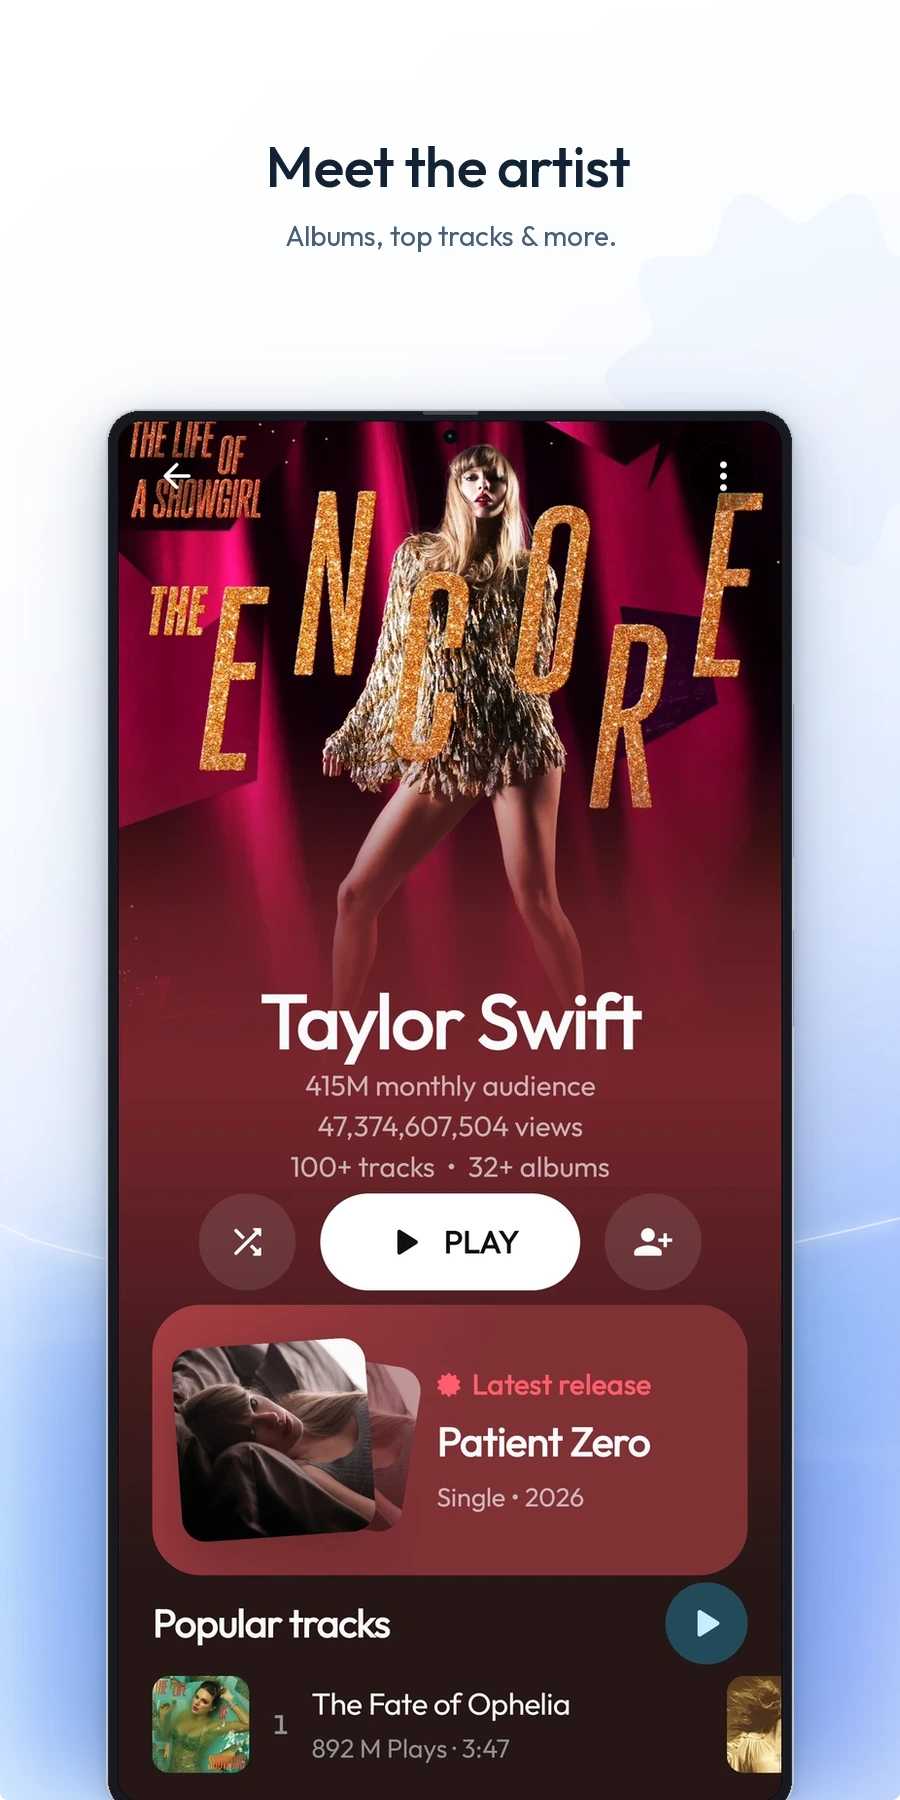 Meet the artist
Albums, top tracks & more.
THE LIFE
OF
A SHOWGIRL
THE
ENCORE
Taylor Swift
415M monthly audience
47,374,607,504 views
100+ tracks • 32+ albums
PLAY
Latest release
Patient Zero
Single • 2026
Popular tracks
1
The Fate of Ophelia
892 M Plays · 3:47